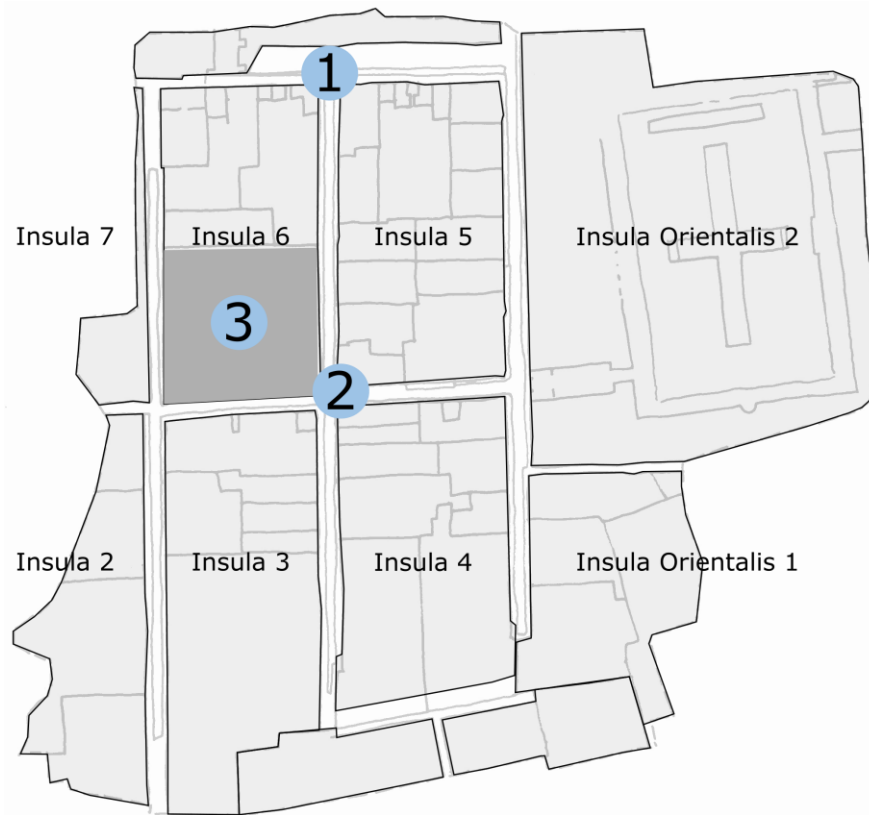 1
Insula 7
Insula 6
Insula 5
Insula Orientalis 2
3
2
Insula 2
Insula 3
Insula 4
Insula Orientalis 1